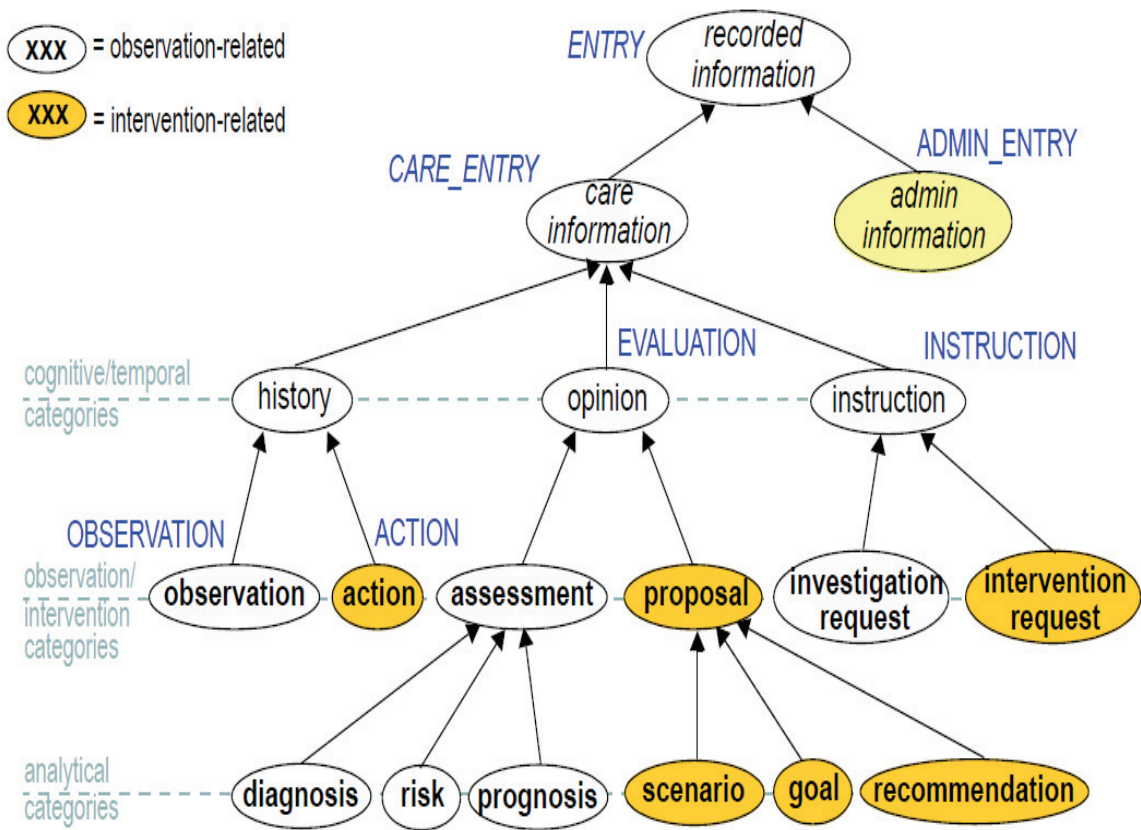 XXX = observation-related
XXX = intervention-related
ENTRY
recorded
information
CARE_ENTRY
care
information
ADMIN_ENTRY
admin
information
EVALUATION
INSTRUCTION
cognitive/temporal
categories
history
opinion
instruction
OBSERVATION
ACTION
observation/
intervention
categories
observation
action
assessment
proposal
investigation
request
intervention
request
analytical
categories
diagnosis
risk
prognosis
scenario
goal
recommendation